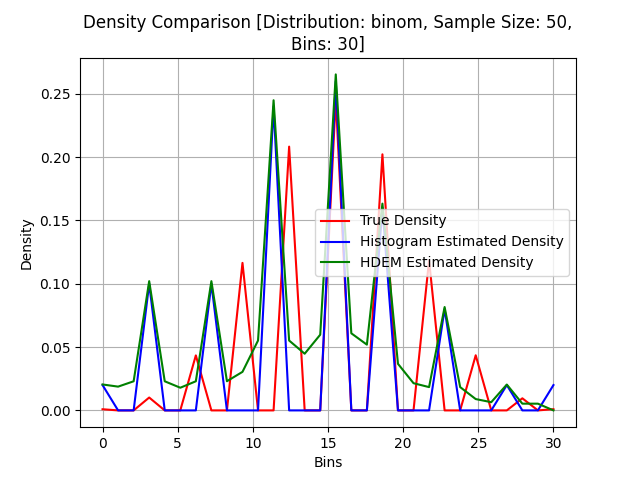 Density Comparison [Distribution: binom, Sample Size: 50,
Bins: 30]
0.25
0.20
0.15
0.10
0.05
0.00
Density
True Density
Histogram Estimated Density
HDEM Estimated Density
0 5 10 15 20 25 30
Bins